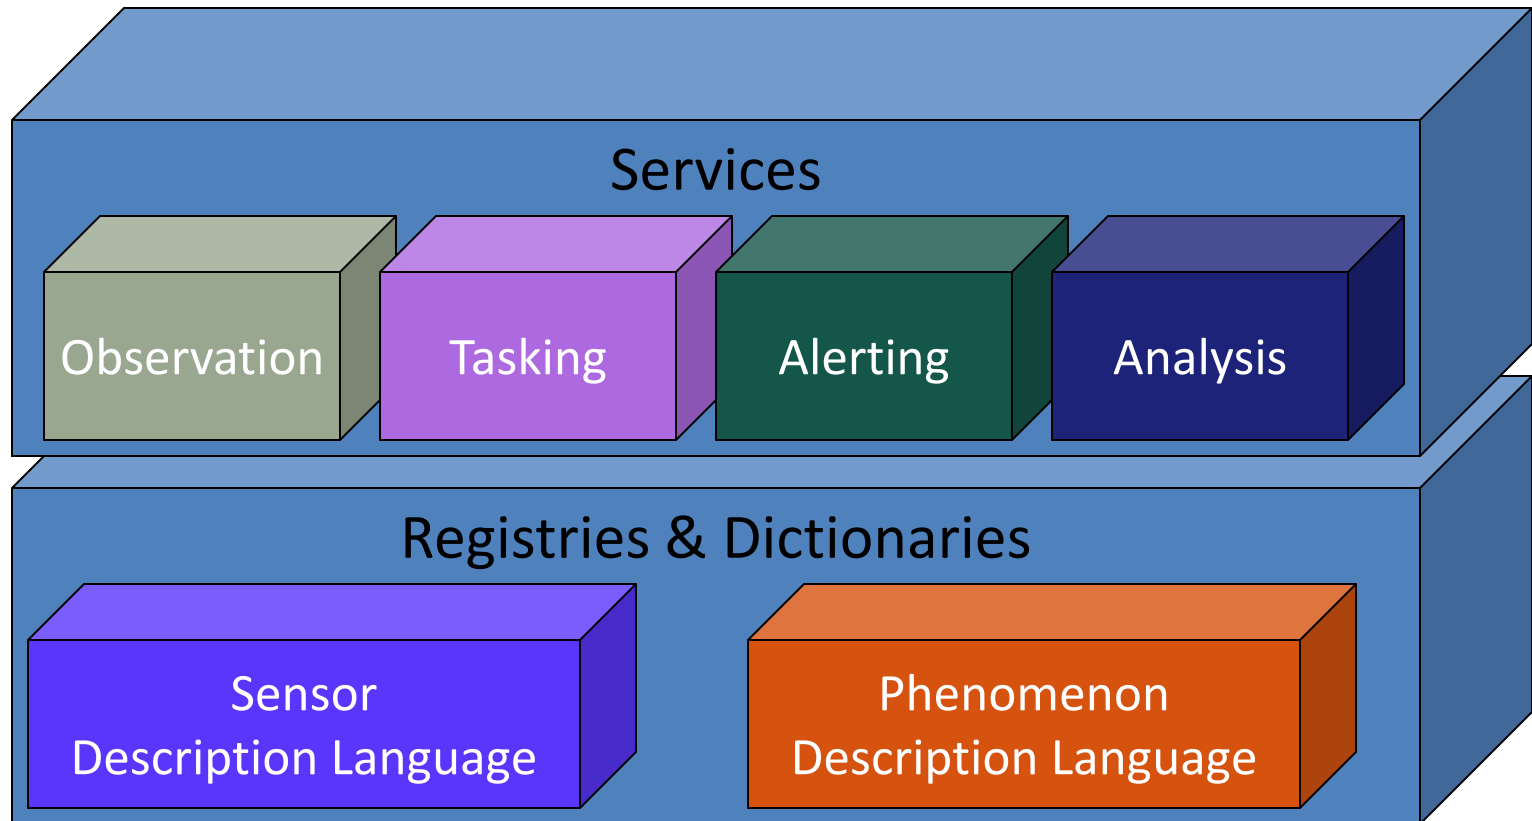 Services
Observation
Tasking
Alerting
Analysis
Registries & Dictionaries
Sensor
Description Language
Phenomenon
Description Language